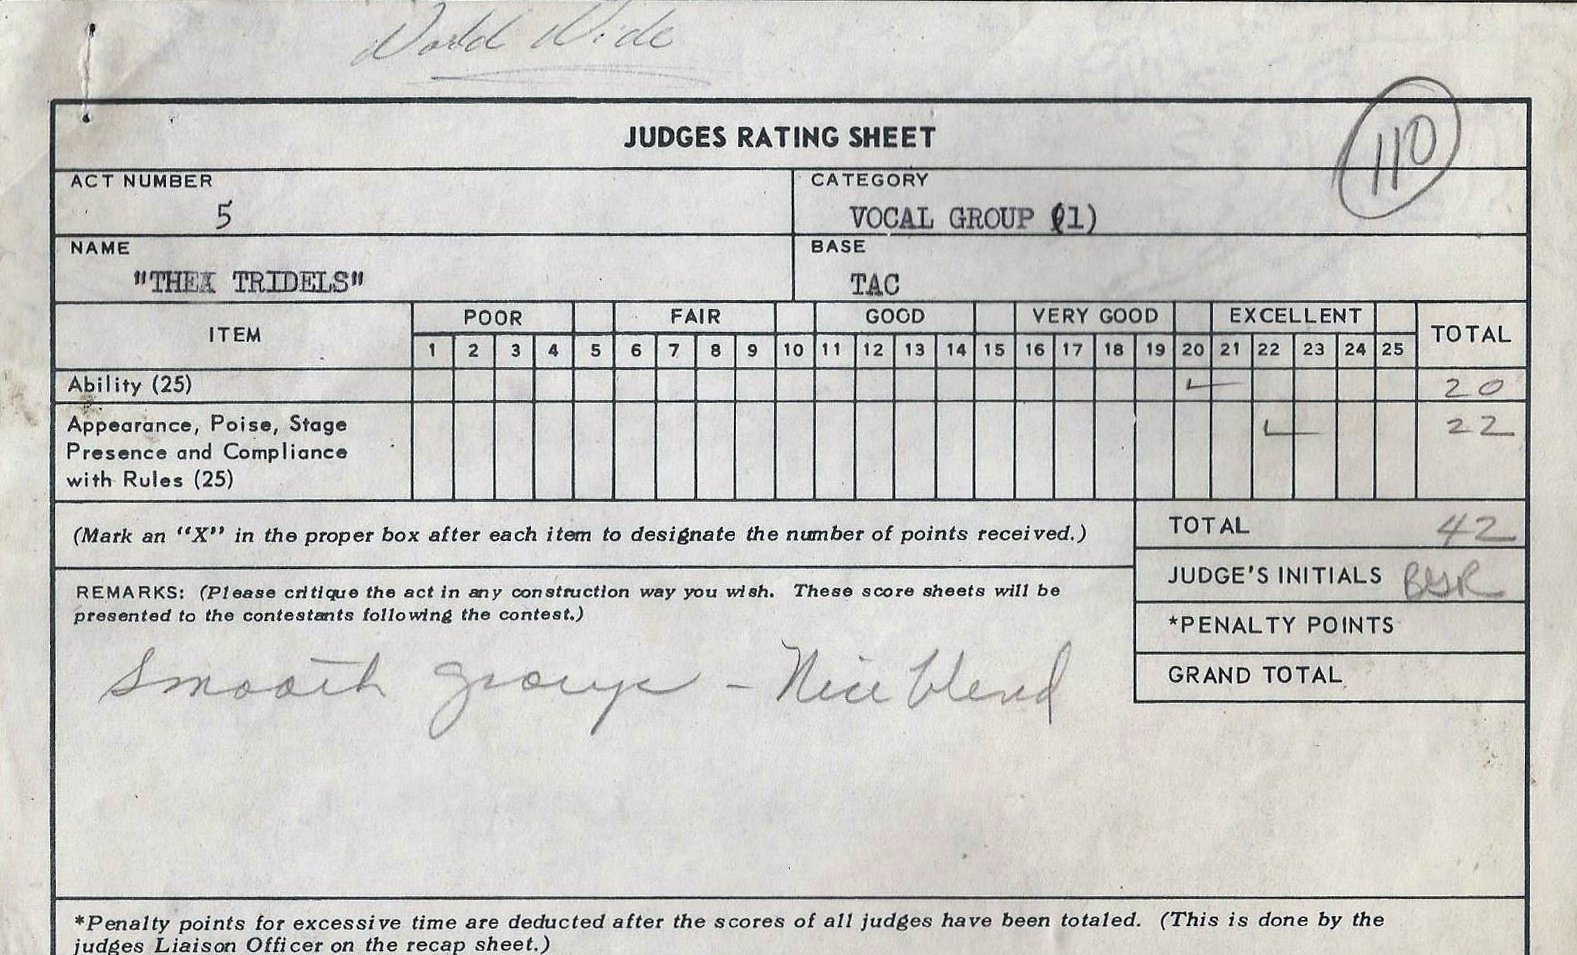 World Wide
110
JUDGES RATING SHEET
ACT NUMBER
5
CATEGORY
VOCAL GROUP (1)
NAME
"THEX TRIDELS"
BASE
TAC
ITEM
POOR FAIR GOOD VERY GOOD EXCELLENT
TOTAL
1 2 3 4 5 6 7 8 9 10 11 12 13 14 15 16 17 18 19 20 21 22 23 24 25
Ability (25)
20
Appearance, Poise, Stage
Presence and Compliance
with Rules (25)
22
(Mark an "X" in the proper box after each item to designate the number of points received.)
TOTAL 42
JUDGE'S INITIALS BGR
*PENALTY POINTS
GRAND TOTAL
REMARKS: (Please critique the act in any construction way you wish. These score sheets will be
presented to the contestants following the contest.)
Smooth group - Nice blend
*Penalty points for excessive time are deducted after the scores of all judges have been totaled. (This is done by the
judges Liaison Officer on the recap sheet.)